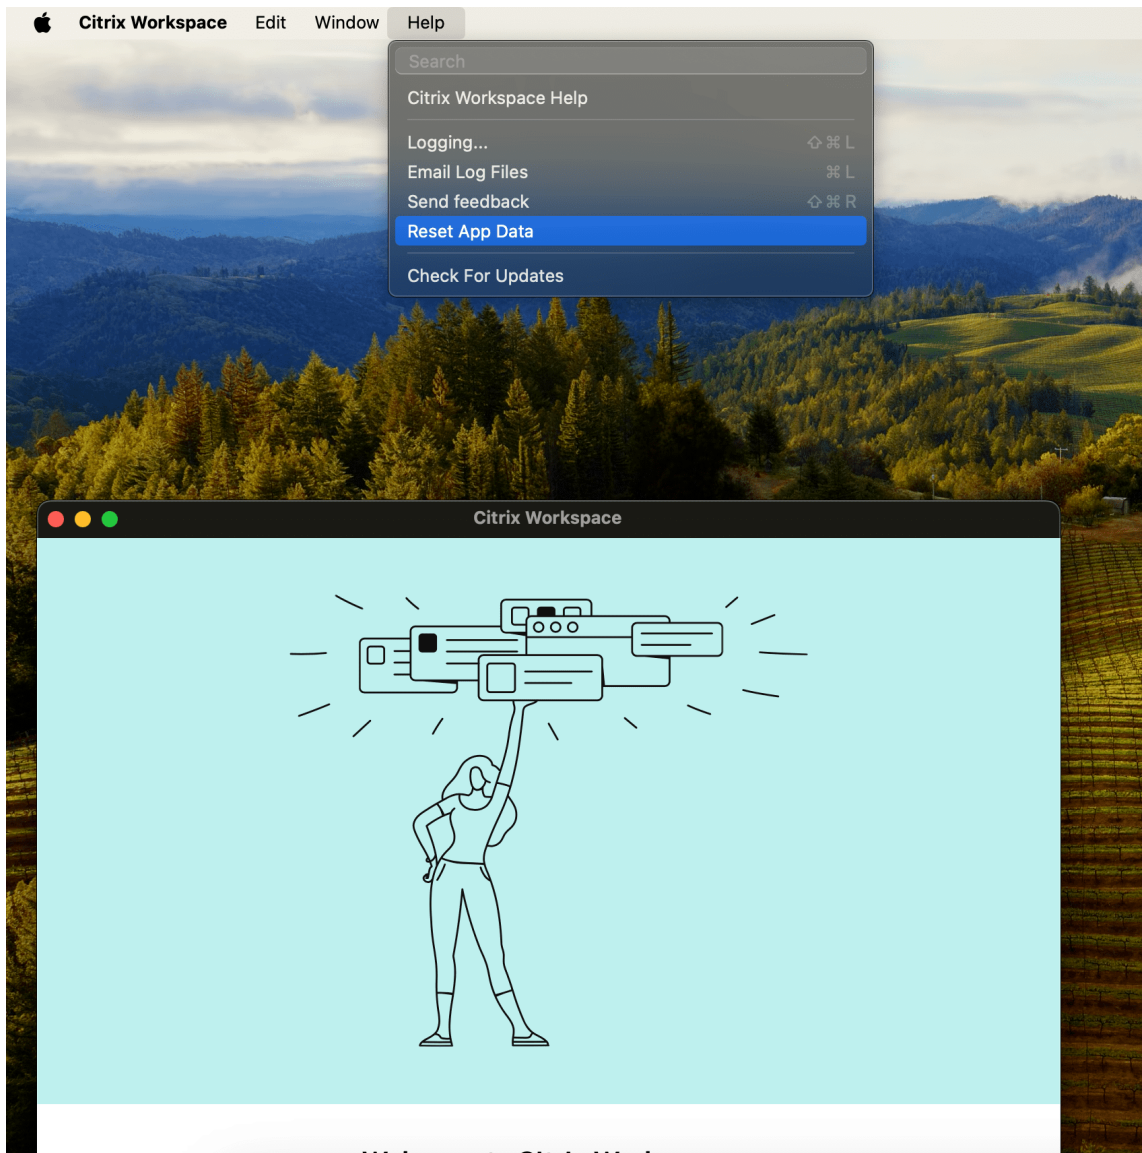 Citrix Workspace Edit Window Help
Search
Citrix Workspace Help
Logging... ⇧⌘L
Email Log Files ⌘L
Send feedback ⇧⌘R
Reset App Data
Check For Updates
Citrix Workspace